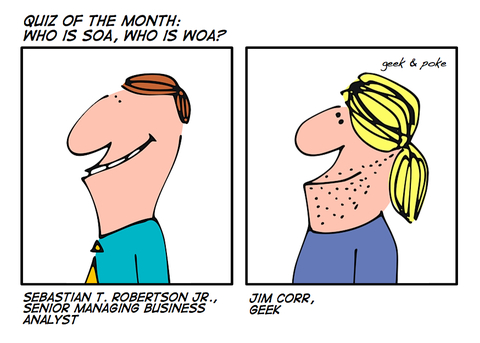 QUIZ OF THE MONTH:
WHO IS SOA, WHO IS WOA?
geek & poke
SEBASTIAN T. ROBERTSON JR.,
SENIOR MANAGING BUSINESS
ANALYST
JIM CORR,
GEEK